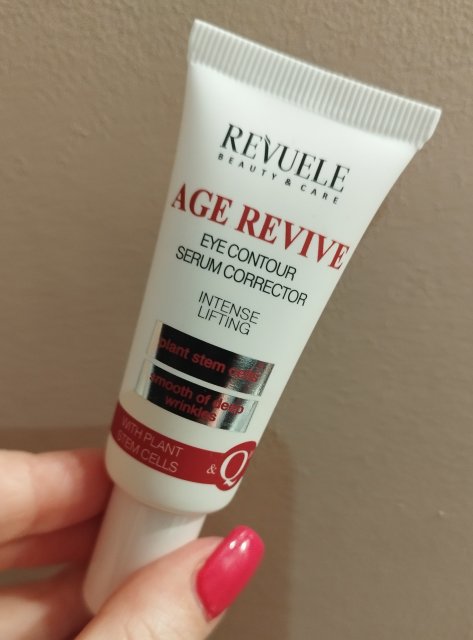 REVUELE
BEAUTY & CARE
AGE REVIVE
EYE CONTOUR
SERUM CORRECTOR
INTENSE
LIFTING
plant stem cells
smooth of deep
wrinkles
WITH PLANT
STEM CELLS
& Q